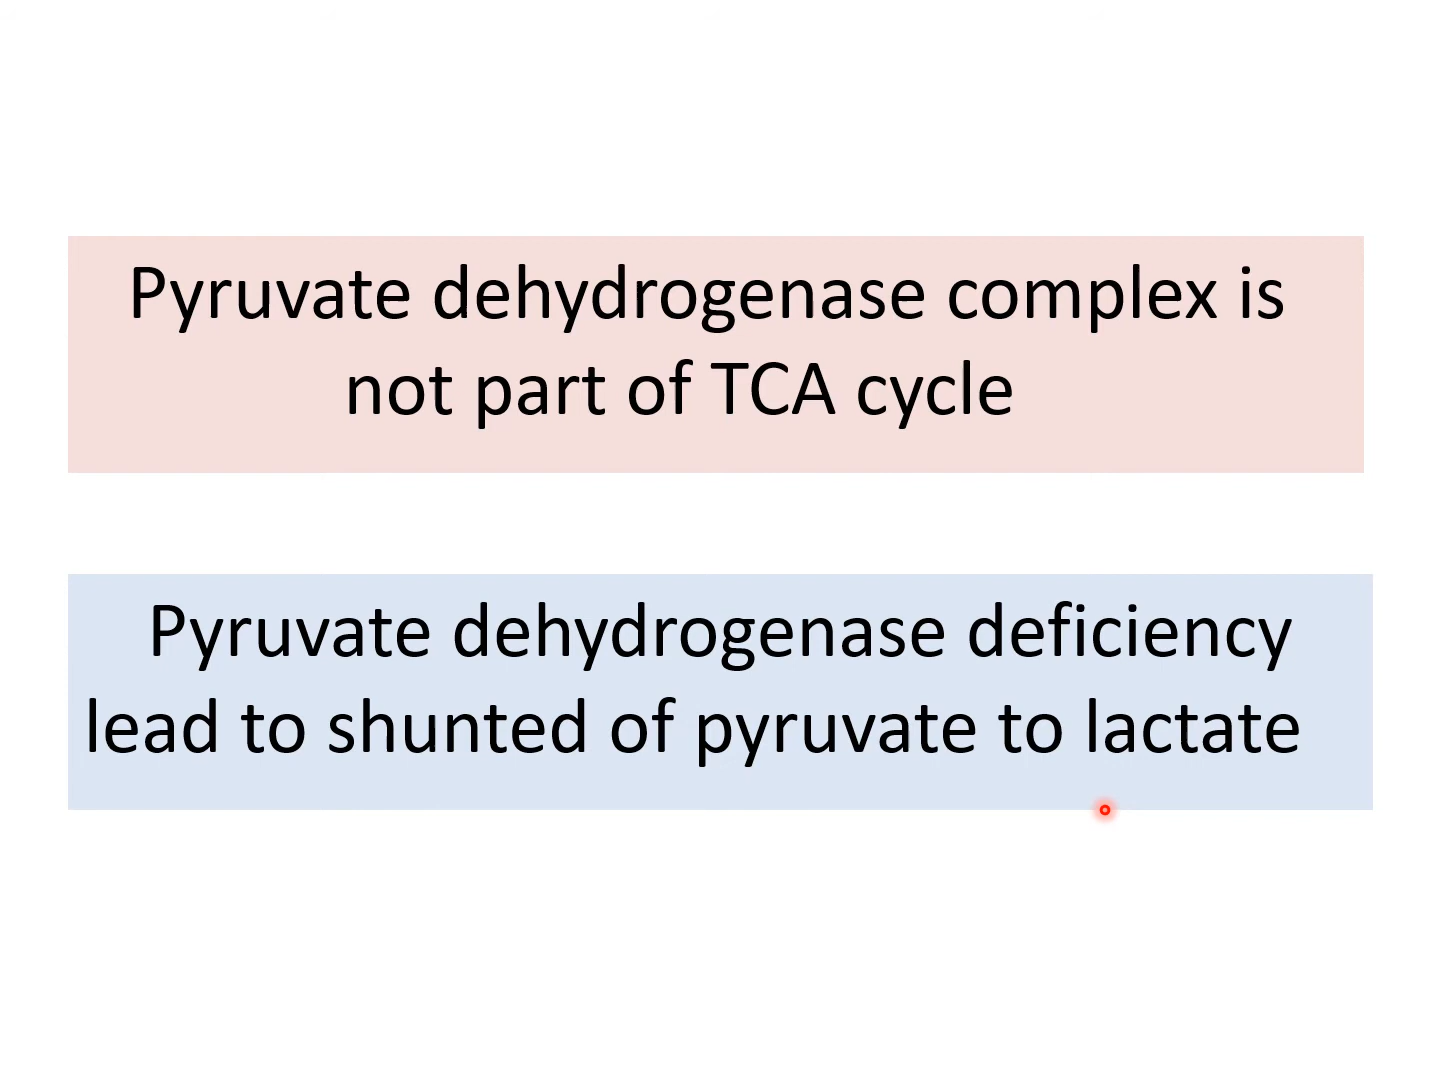 Pyruvate dehydrogenase complex is
not part of TCA cycle
Pyruvate dehydrogenase deficiency
lead to shunted of pyruvate to lactate